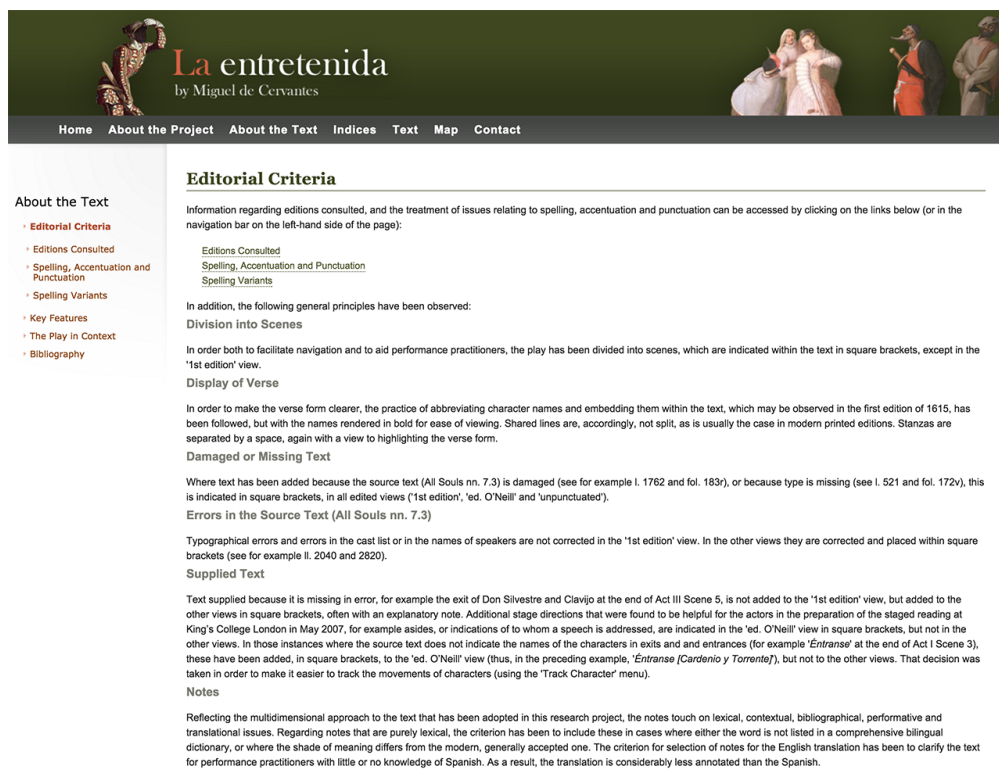 La entretenida
by Miguel de Cervantes
Home About the Project About the Text Indices Text Map Contact
About the Text
Editorial Criteria
Editions Consulted
Spelling, Accentuation and
Punctuation
Spelling Variants
Key Features
The Play in Context
Bibliography
Editorial Criteria
Information regarding editions consulted, and the treatment of issues relating to spelling, accentuation and punctuation can be accessed by clicking on the links below (or in the
navigation bar on the left-hand side of the page):
Editions Consulted
Spelling, Accentuation and Punctuation
Spelling Variants
In addition, the following general principles have been observed:
Division into Scenes
In order both to facilitate navigation and to aid performance practitioners, the play has been divided into scenes, which are indicated within the text in square brackets, except in the
'1st edition' view.
Display of Verse
In order to make the verse form clearer, the practice of abbreviating character names and embedding them within the text, which may be observed in the first edition of 1615, has
been followed, but with the names rendered in bold for ease of viewing. Shared lines are, accordingly, not split, as is usually the case in modern printed editions. Stanzas are
separated by a space, again with a view to highlighting the verse form.
Damaged or Missing Text
Where text has been added because the source text (All Souls nn. 7.3) is damaged (see for example l. 1762 and fol. 183r), or because type is missing (see l. 521 and fol. 172v), this
is indicated in square brackets, in all edited views ('1st edition', 'ed. O'Neill' and 'unpunctuated').
Errors in the Source Text (All Souls nn. 7.3)
Typographical errors and errors in the cast list or in the names of speakers are not corrected in the '1st edition' view. In the other views they are corrected and placed within square
brackets (see for example ll. 2040 and 2820).
Supplied Text
Text supplied because it is missing in error, for example the exit of Don Silvestre and Clavijo at the end of Act III Scene 5, is not added to the '1st edition' view, but added to the
other views in square brackets, often with an explanatory note. Additional stage directions that were found to be helpful for the actors in the preparation of the staged reading at
King's College London in May 2007, for example asides, or indications of to whom a speech is addressed, are indicated in the 'ed. O'Neill' view in square brackets, but not in the
other views. In those instances where the source text does not indicate the names of the characters in exits and and entrances (for example 'Éntranse' at the end of Act I Scene 3),
these have been added, in square brackets, to the 'ed. O'Neill' view (thus, in the preceding example, 'Éntranse [Cardenio y Torrente]'), but not to the other views. That decision was
taken in order to make it easier to track the movements of characters (using the 'Track Character' menu).
Notes
Reflecting the multidimensional approach to the text that has been adopted in this research project, the notes touch on lexical, contextual, bibliographical, performative and
translational issues. Regarding notes that are purely lexical, the criterion has been to include these in cases where either the word is not listed in a comprehensive bilingual
dictionary, or where the shade of meaning differs from the modern, generally accepted one. The criterion for selection of notes for the English translation has been to clarify the text
for performance practitioners with little or no knowledge of Spanish. As a result, the translation is considerably less annotated than the Spanish.